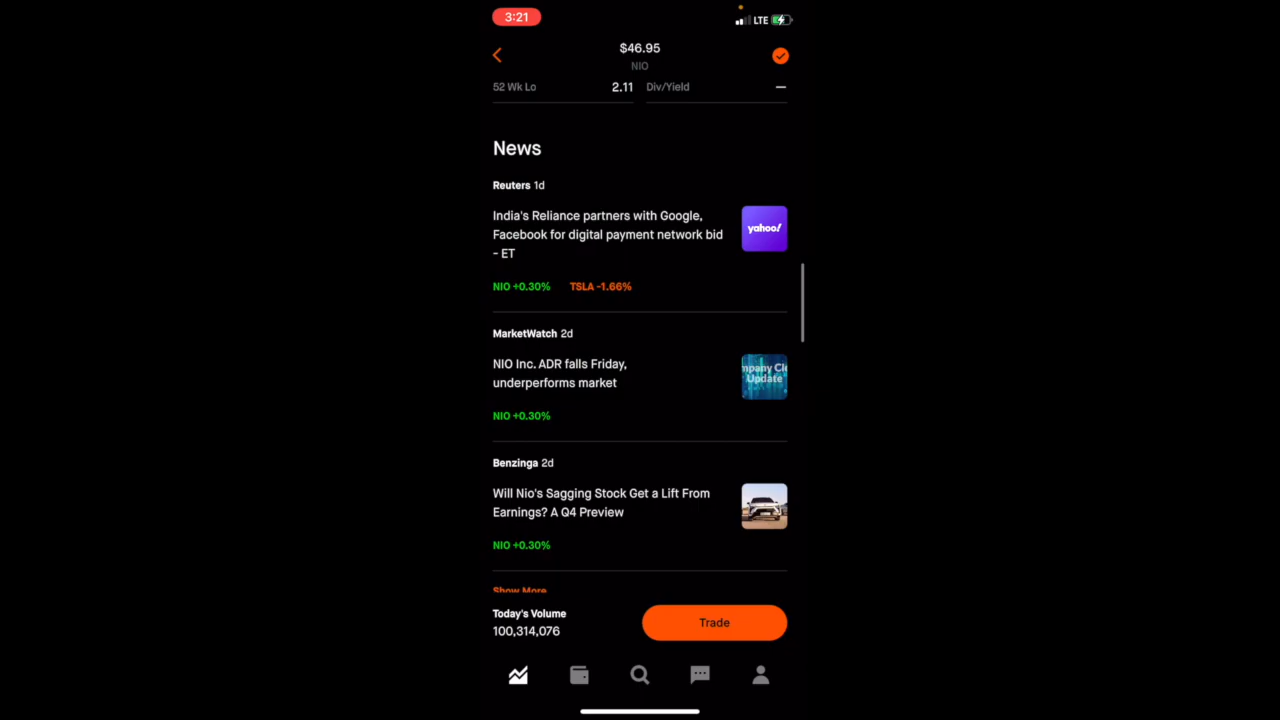 3:21
LTE
$46.95
NIO
52 Wk Lo 2.11 Div/Yield —
News
Reuters 1d
India's Reliance partners with Google,
Facebook for digital payment network bid
- ET
yahoo!
NIO +0.30% TSLA -1.66%
MarketWatch 2d
NIO Inc. ADR falls Friday,
underperforms market
mpany Cl
Update
NIO +0.30%
Benzinga 2d
Will Nio's Sagging Stock Get a Lift From
Earnings? A Q4 Preview
NIO +0.30%
Show More
Today's Volume
100,314,076
Trade